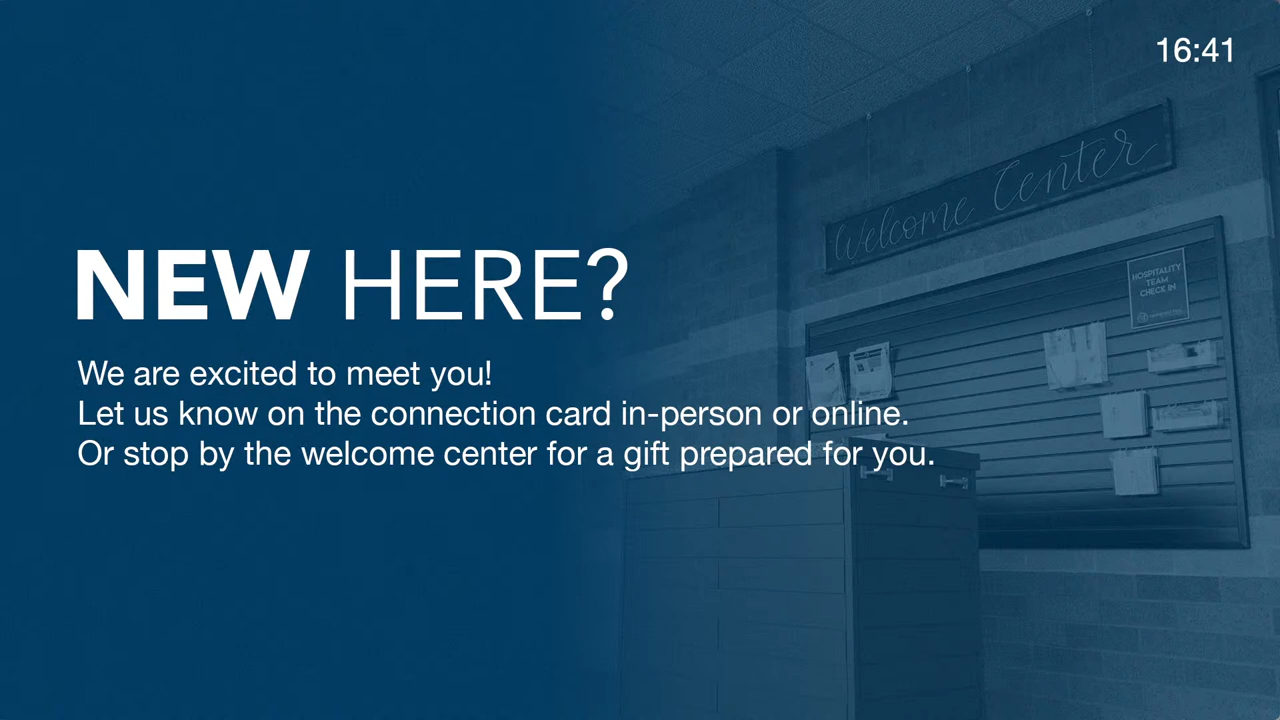 16:41
Welcome Center
HOSPITALITY
TEAM
CHECK IN
NEW HERE?
We are excited to meet you!
Let us know on the connection card in-person or online.
Or stop by the welcome center for a gift prepared for you.